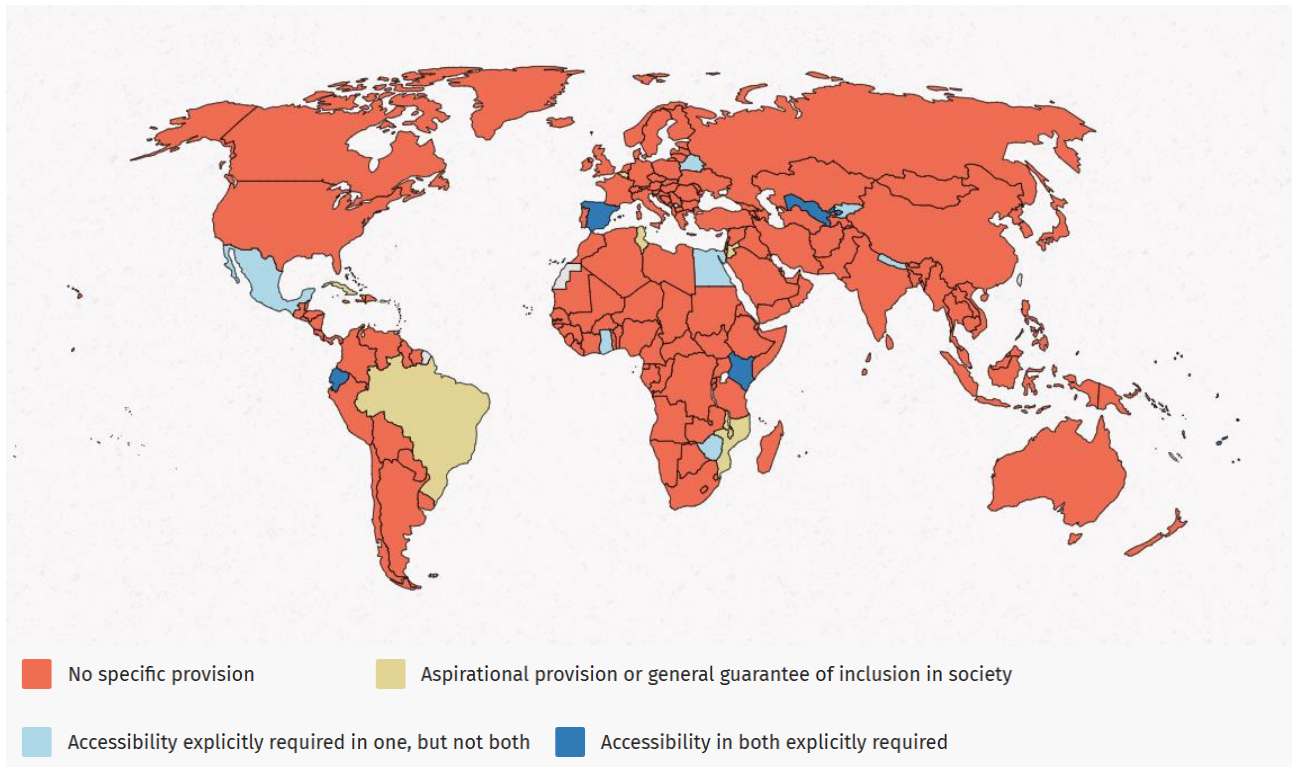 No specific provision
Aspirational provision or general guarantee of inclusion in society
Accessibility explicitly required in one, but not both
Accessibility in both explicitly required